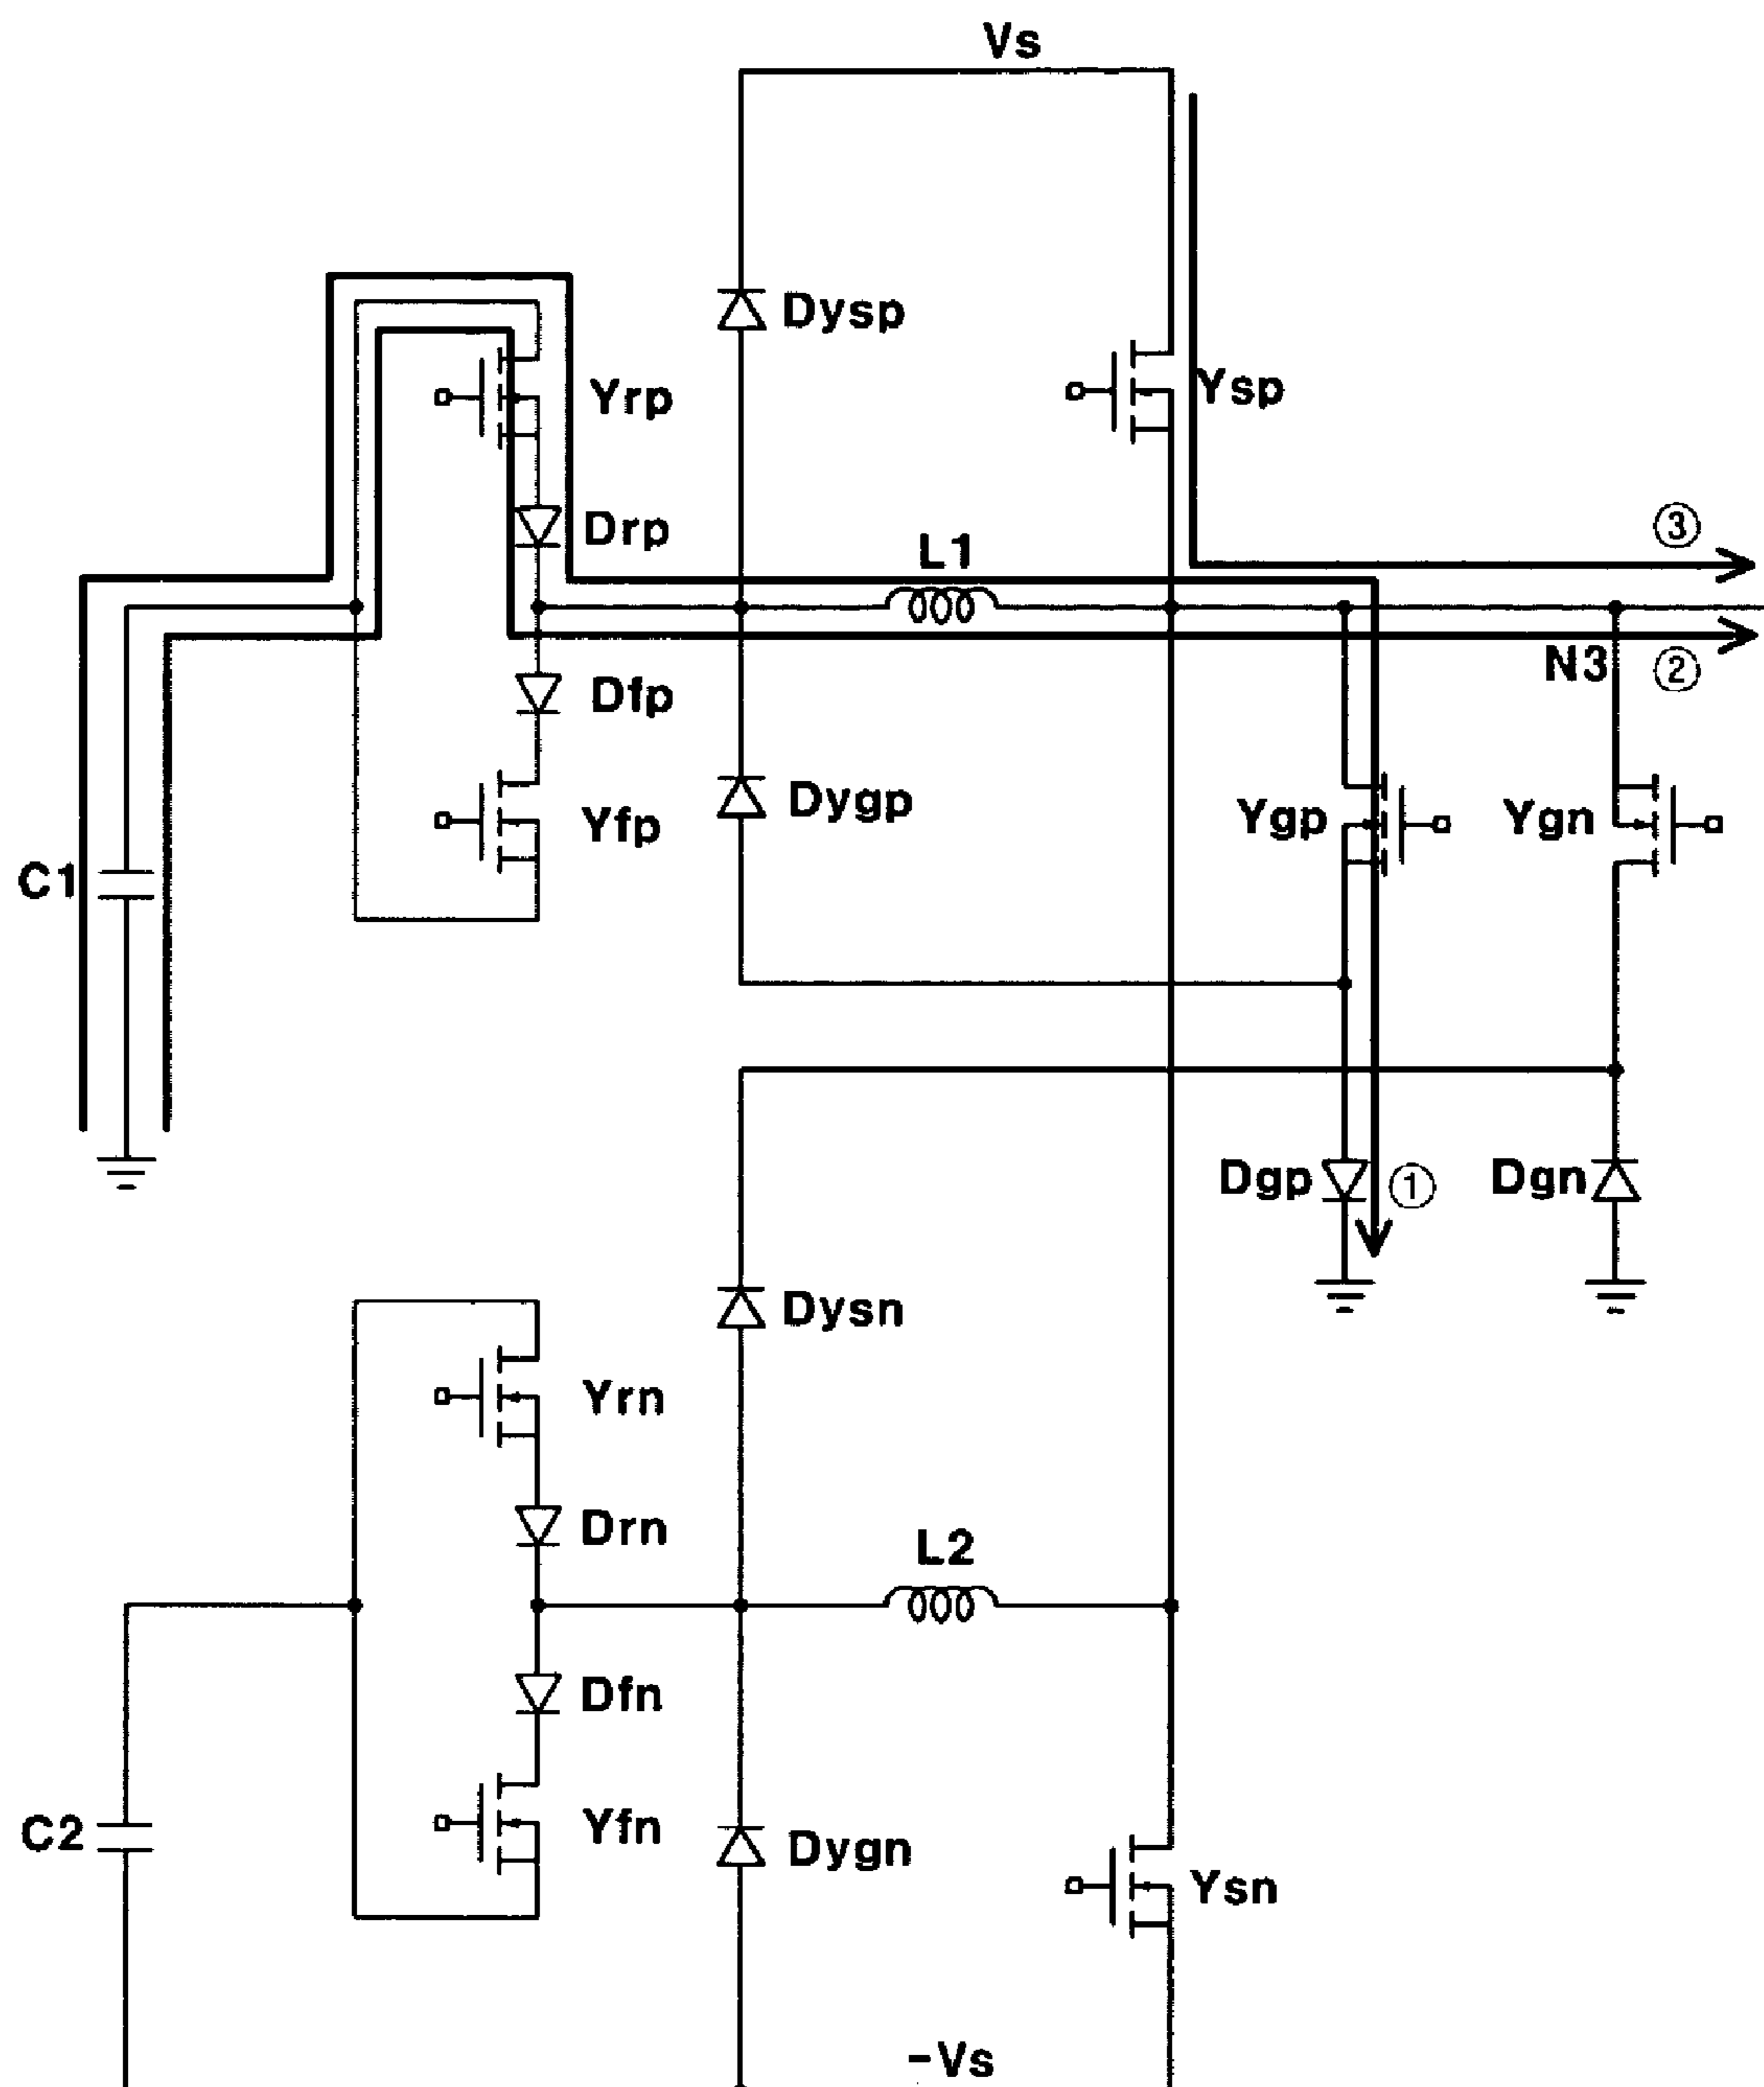 Vs
Dysp
Yrp
Ysp
Drp
L1
③
N3
②
Dfp
Dygp
Ygp
Ygn
Yfp
C1
Dgp
①
Dgn
Dysn
Yrn
Drn
L2
Dfn
C2
Yfn
Dygn
Ysn
-Vs